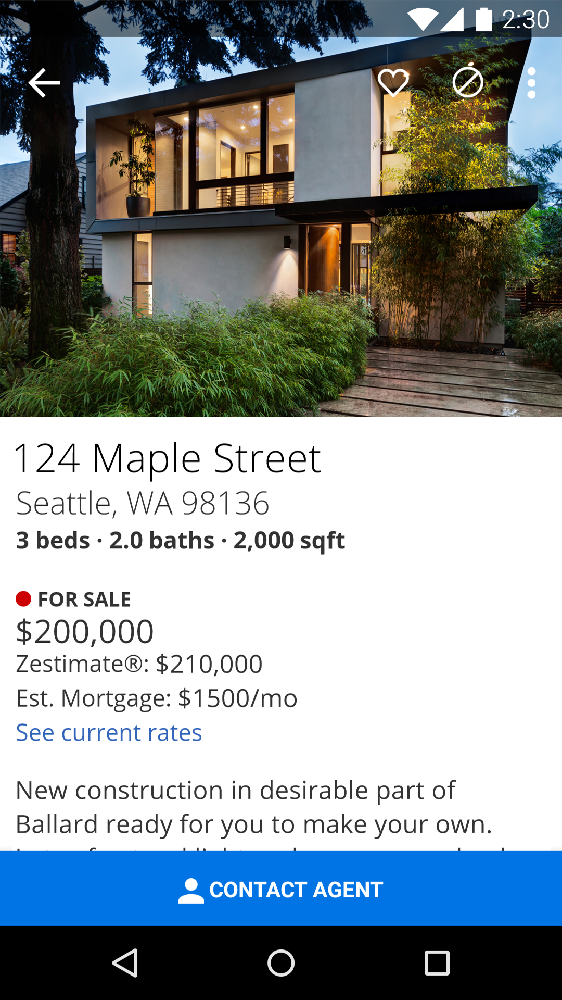 2:30
124 Maple Street
Seattle, WA 98136
3 beds · 2.0 baths · 2,000 sqft
FOR SALE
$200,000
Zestimate®: $210,000
Est. Mortgage: $1500/mo
See current rates
New construction in desirable part of
Ballard ready for you to make your own.
CONTACT AGENT